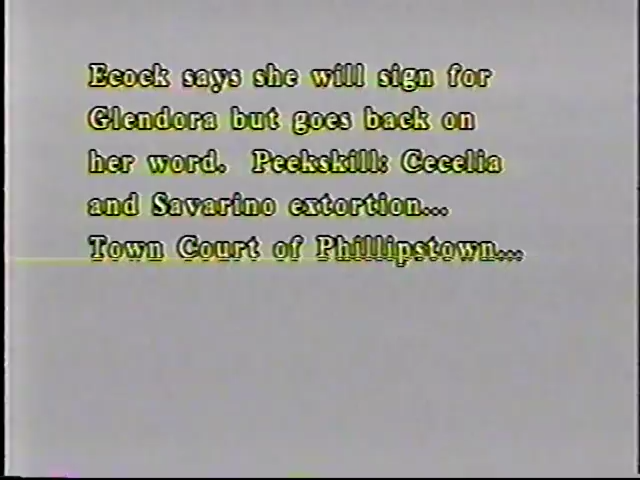 Ecock says she will sign for
Glendora but goes back on
her word.  Peekskill: Cecelia
and Savarino extortion...
Town Court of Phillipstown...